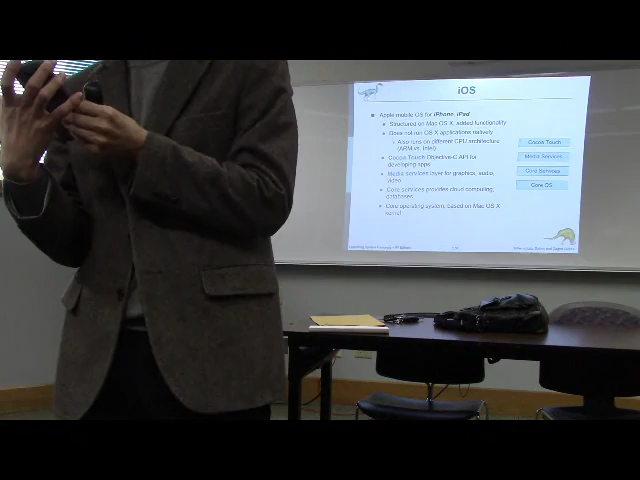 iOS
Apple mobile OS for iPhone, iPad
Structured on Mac OS X, added functionality
Does not run OS X applications natively
Also runs on different CPU architecture
(ARM vs. Intel)
Cocoa Touch Objective-C API for
developing apps
Media services layer for graphics, audio,
video
Core services provides cloud computing,
databases
Core operating system, based on Mac OS X
kernel
Cocoa Touch
Media Services
Core Services
Core OS